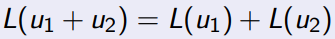 L(u₁ + u₂) = L(u₁) + L(u₂)